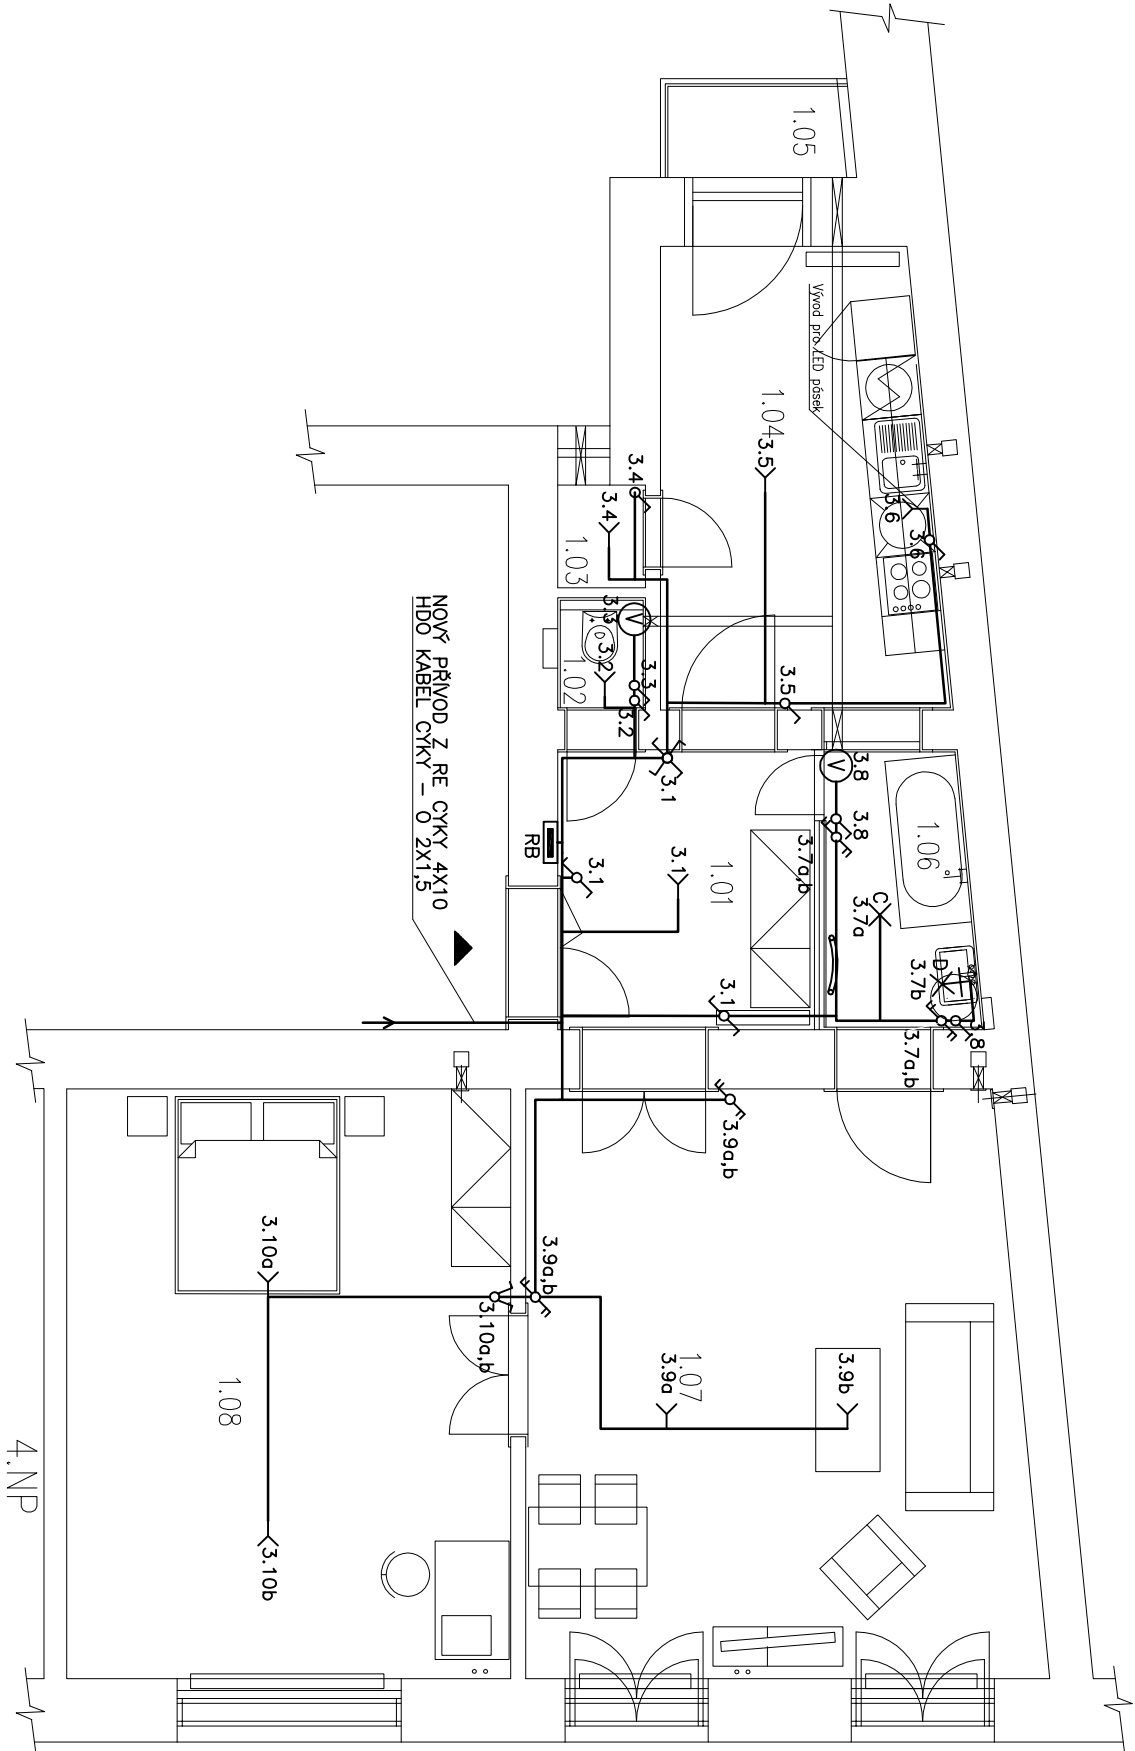 1.05
Vývod pro LED pásek
1.04
3.5
3.4
3.4
1.03
3.6
3.6
3.3
3.2
1.02
3.3
3.2
3.5
3.1
NOVÝ PŘÍVOD Z RE CYKY 4X10
HDO KABEL CYKY – O 2X1,5
RB
3.1
3.1
1.01
3.1
V
V
3.8
3.8
3.7a,b
1.06
C
3.7a
D
3.7b
3.8
3.7a,b
3.9a,b
3.9a,b
3.10a,b
3.10a
3.10b
1.08
1.07
3.9a
3.9b
4.NP